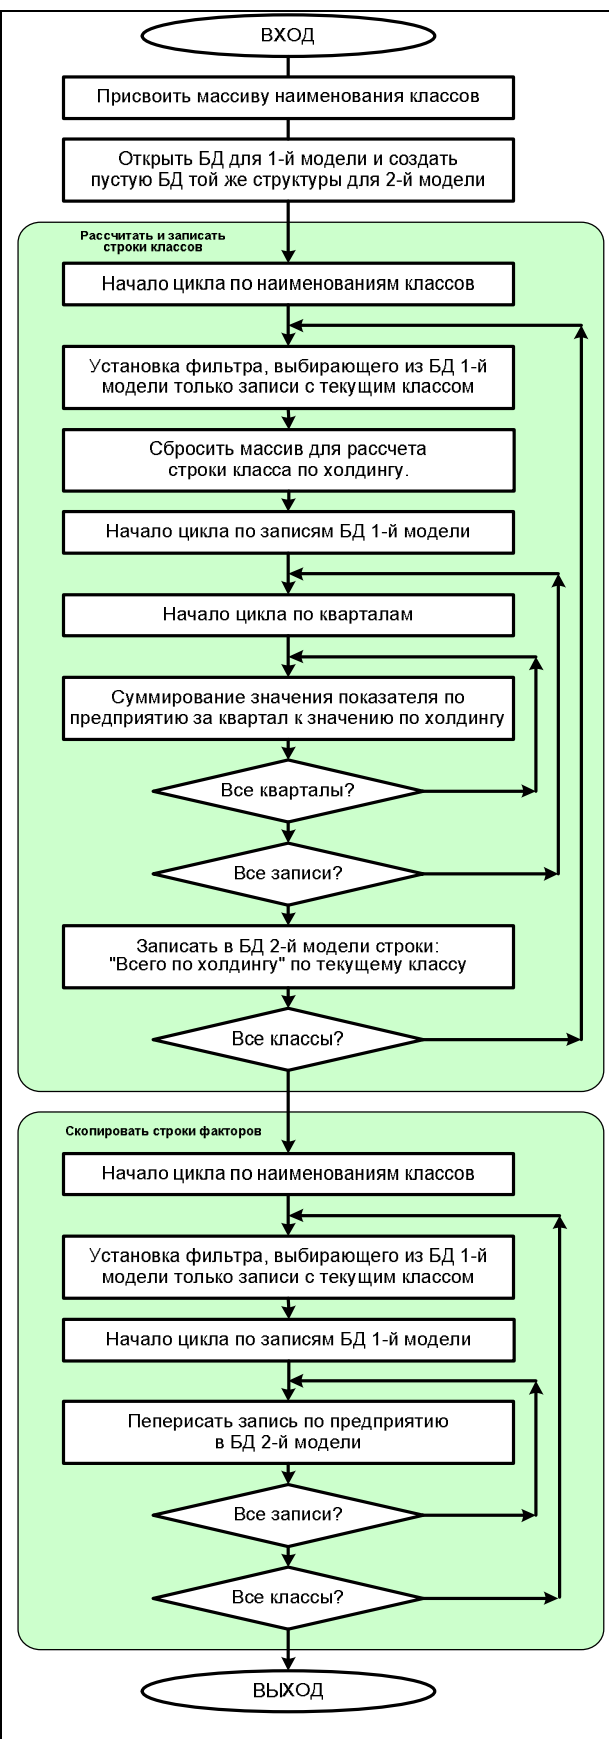 ВХОД
Присвоить массиву наименования классов
Открыть БД для 1-й модели и создать
пустую БД той же структуры для 2-й модели
Рассчитать и записать
строки классов
Начало цикла по наименованиям классов
Установка фильтра, выбирающего из БД 1-й
модели только записи с текущим классом
Сбросить массив для рассчета
строки класса по холдингу.
Начало цикла по записям БД 1-й модели
Начало цикла по кварталам
Суммирование значения показателя по
предприятию за квартал к значению по холдингу
Все кварталы?
Все записи?
Записать в БД 2-й модели строки:
"Всего по холдингу" по текущему классу
Все классы?
Скопировать строки факторов
Начало цикла по наименованиям классов
Установка фильтра, выбирающего из БД 1-й
модели только записи с текущим классом
Начало цикла по записям БД 1-й модели
Пеперисать запись по предприятию
в БД 2-й модели
Все записи?
Все классы?
ВЫХОД